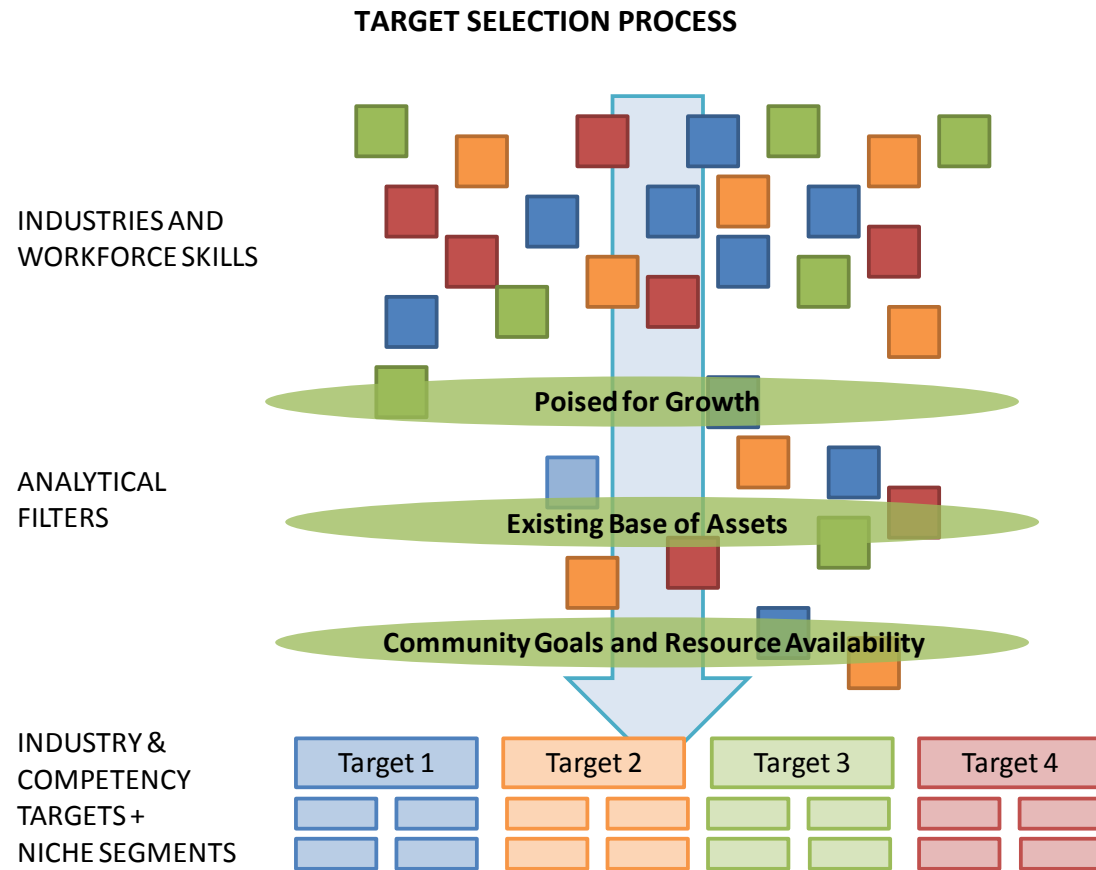 TARGET SELECTION PROCESS
INDUSTRIES AND
WORKFORCE SKILLS
Poised for Growth
ANALYTICAL
FILTERS
Existing Base of Assets
Community Goals and Resource Availability
INDUSTRY &
COMPETENCY
TARGETS +
NICHE SEGMENTS
Target 1
Target 2
Target 3
Target 4